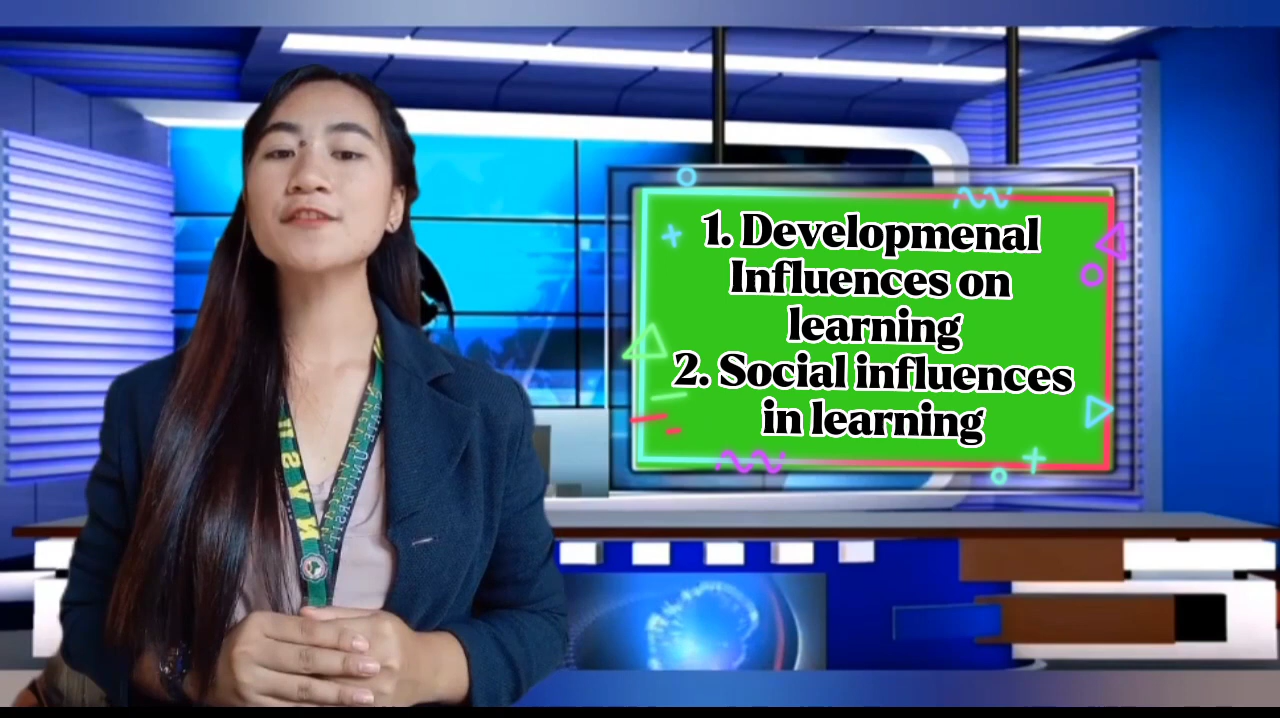 1. Developmenal
Influences on
learning
2. Social influences
in learning